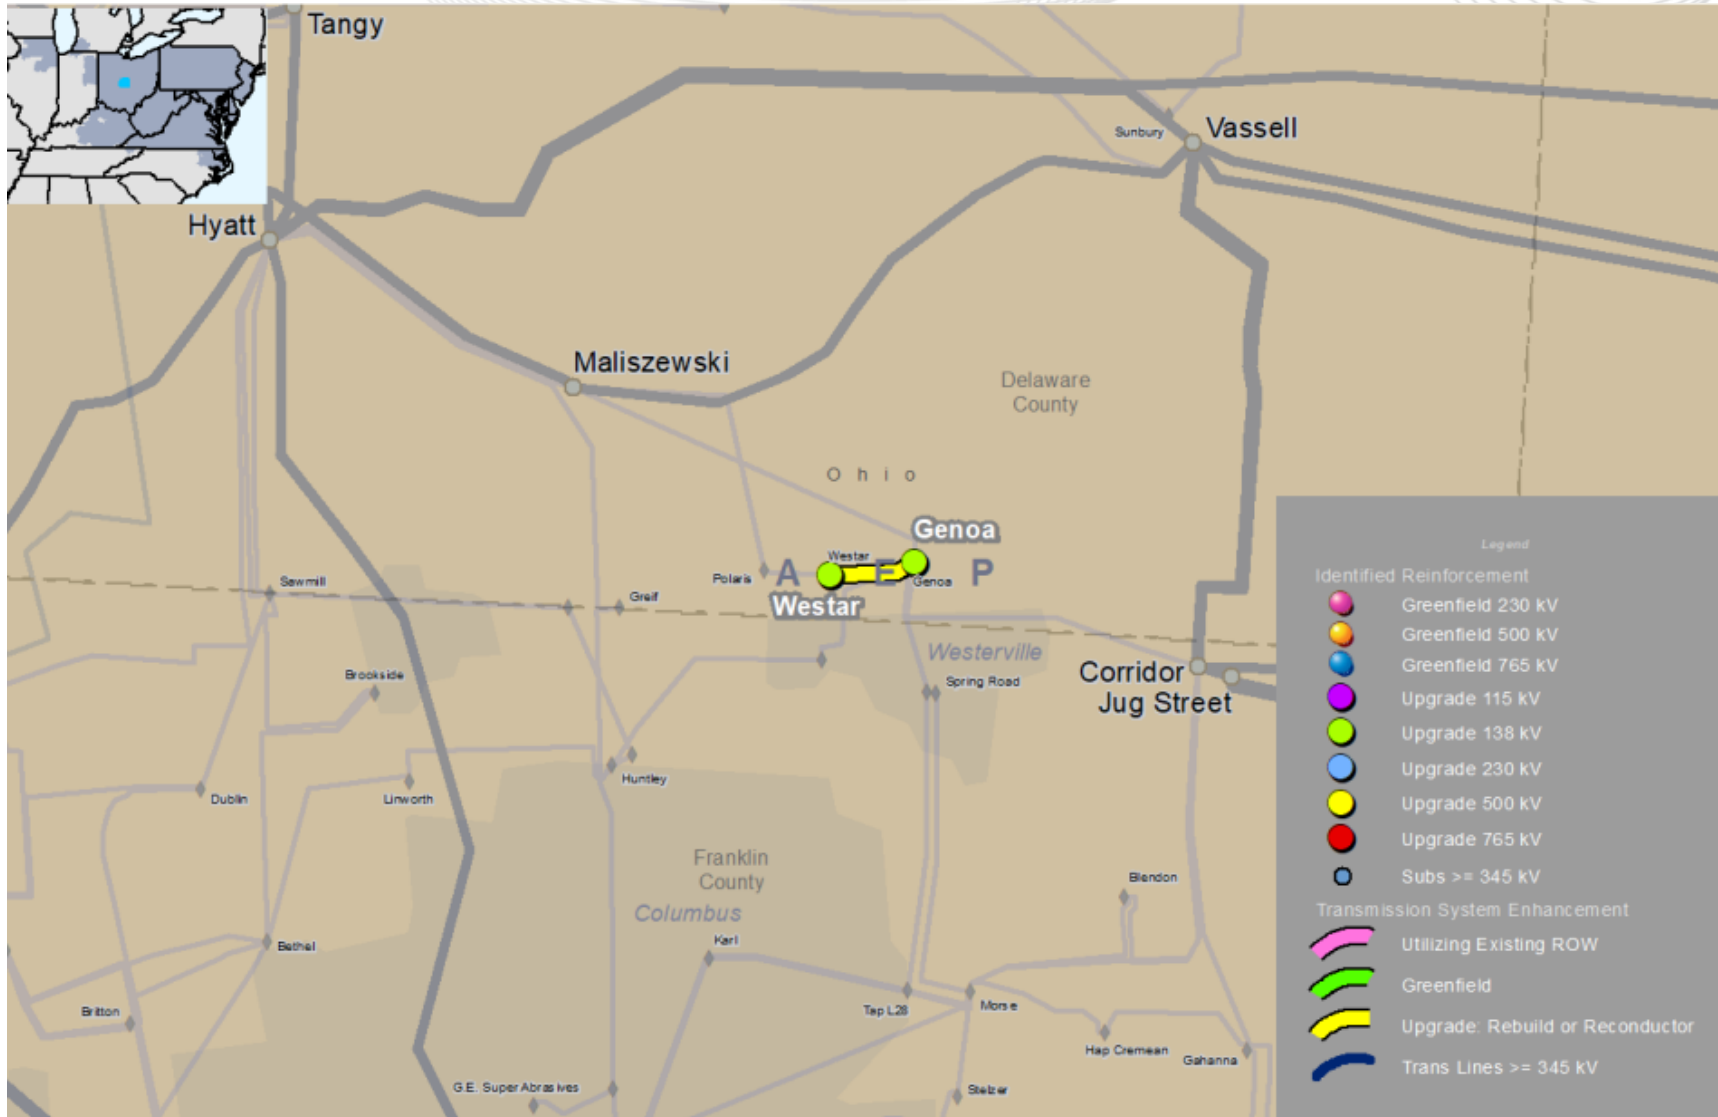 Tangy
Sunbury
Vassell
Hyatt
Maliszewski
Delaware
County
Ohio
Genoa
Westar
Polaris
A E P
Genoa
Westar
Sawmill
Greif
Westerville
Corridor
Jug Street
Brookside
Spring Road
Huntley
Dublin
Linworth
Franklin
County
Columbus
Blendon
Karl
Bethel
Britton
Tap L28
Morse
Hap Cremean
Gahanna
G.E. Super Abrasives
Stelzer
Legend
Identified Reinforcement
Greenfield 230 kV
Greenfield 500 kV
Greenfield 765 kV
Upgrade 115 kV
Upgrade 138 kV
Upgrade 230 kV
Upgrade 500 kV
Upgrade 765 kV
Subs >= 345 kV
Transmission System Enhancement
Utilizing Existing ROW
Greenfield
Upgrade: Rebuild or Reconductor
Trans Lines >= 345 kV